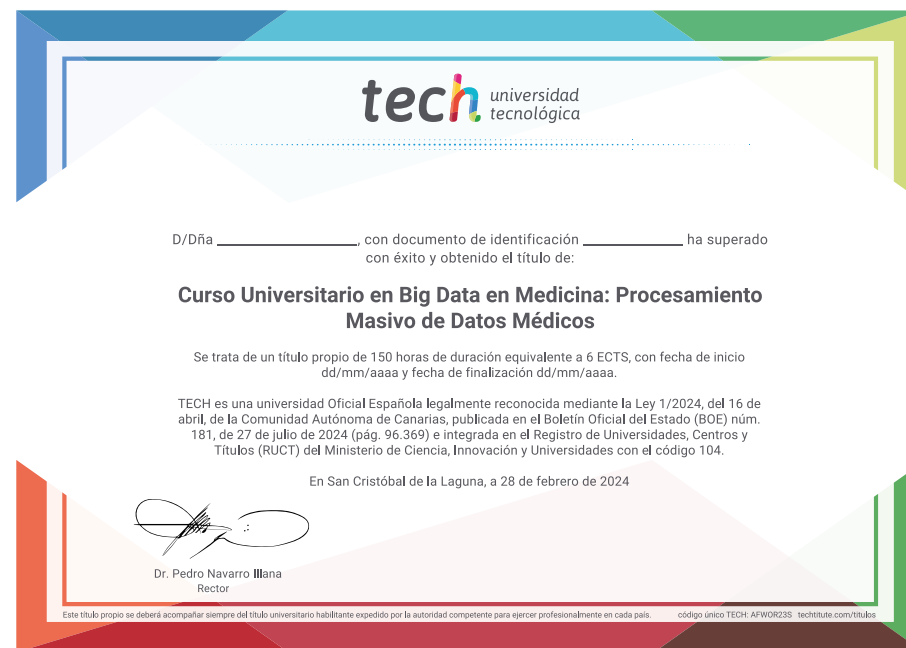 tech universidad
tecnológica
D/Dña ____________________, con documento de identificación ______________ ha superado
con éxito y obtenido el título de:
Curso Universitario en Big Data en Medicina: Procesamiento
Masivo de Datos Médicos
Se trata de un título propio de 150 horas de duración equivalente a 6 ECTS, con fecha de inicio
dd/mm/aaaa y fecha de finalización dd/mm/aaaa.
TECH es una universidad Oficial Española legalmente reconocida mediante la Ley 1/2024, del 16 de
abril, de la Comunidad Autónoma de Canarias, publicada en el Boletín Oficial del Estado (BOE) núm.
181, de 27 de julio de 2024 (pág. 96.369) e integrada en el Registro de Universidades, Centros y
Títulos (RUCT) del Ministerio de Ciencia, Innovación y Universidades con el código 104.
En San Cristóbal de la Laguna, a 28 de febrero de 2024
Dr. Pedro Navarro Illana
Rector
Este título propio se deberá acompañar siempre del título universitario habilitante expedido por la autoridad competente para ejercer profesionalmente en cada país. código único TECH: AFWOR23S techtitute.com/titulos